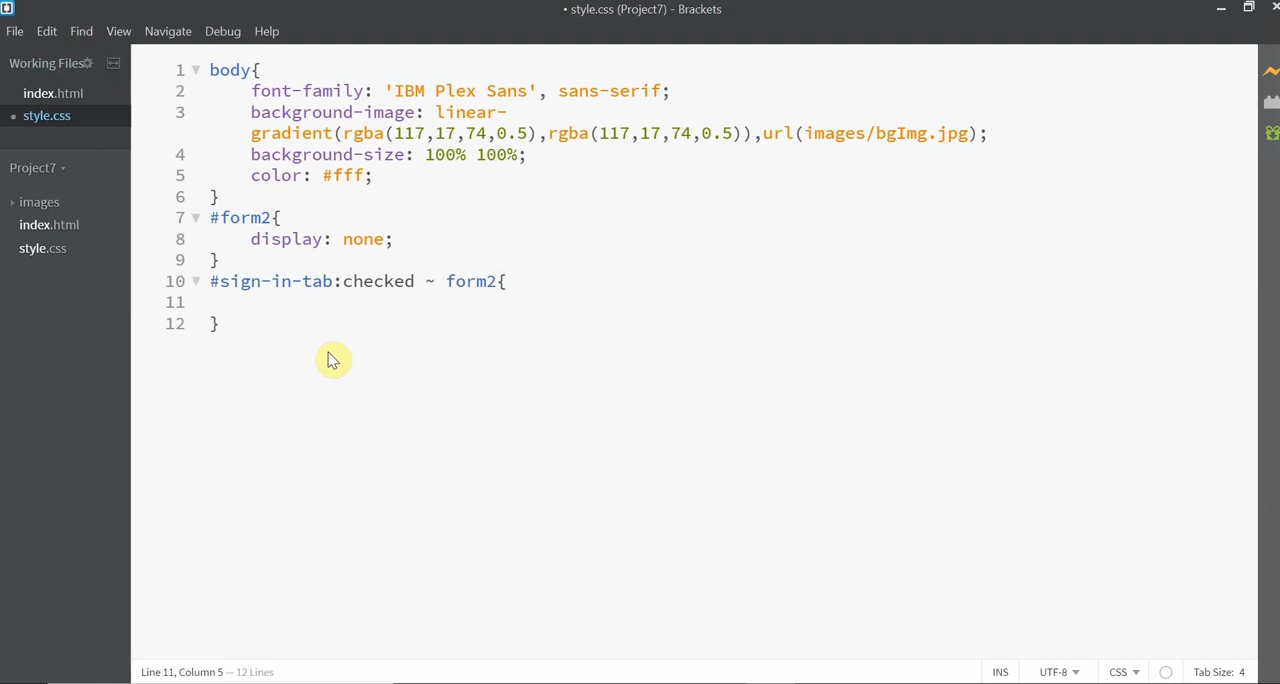 • style.css (Project7) - Brackets
File Edit Find View Navigate Debug Help
Working Files
index.html
• style.css
Project7
images
index.html
style.css
1 body{
2 font-family: 'IBM Plex Sans', sans-serif;
3 background-image: linear-
gradient(rgba(117,17,74,0.5),rgba(117,17,74,0.5)),url(images/bgImg.jpg);
4 background-size: 100% 100%;
5 color: #fff;
6 }
7 #form2{
8 display: none;
9 }
10 #sign-in-tab:checked ~ form2{
11
12 }
Line 11, Column 5 — 12 Lines
INS UTF-8 CSS Tab Size: 4